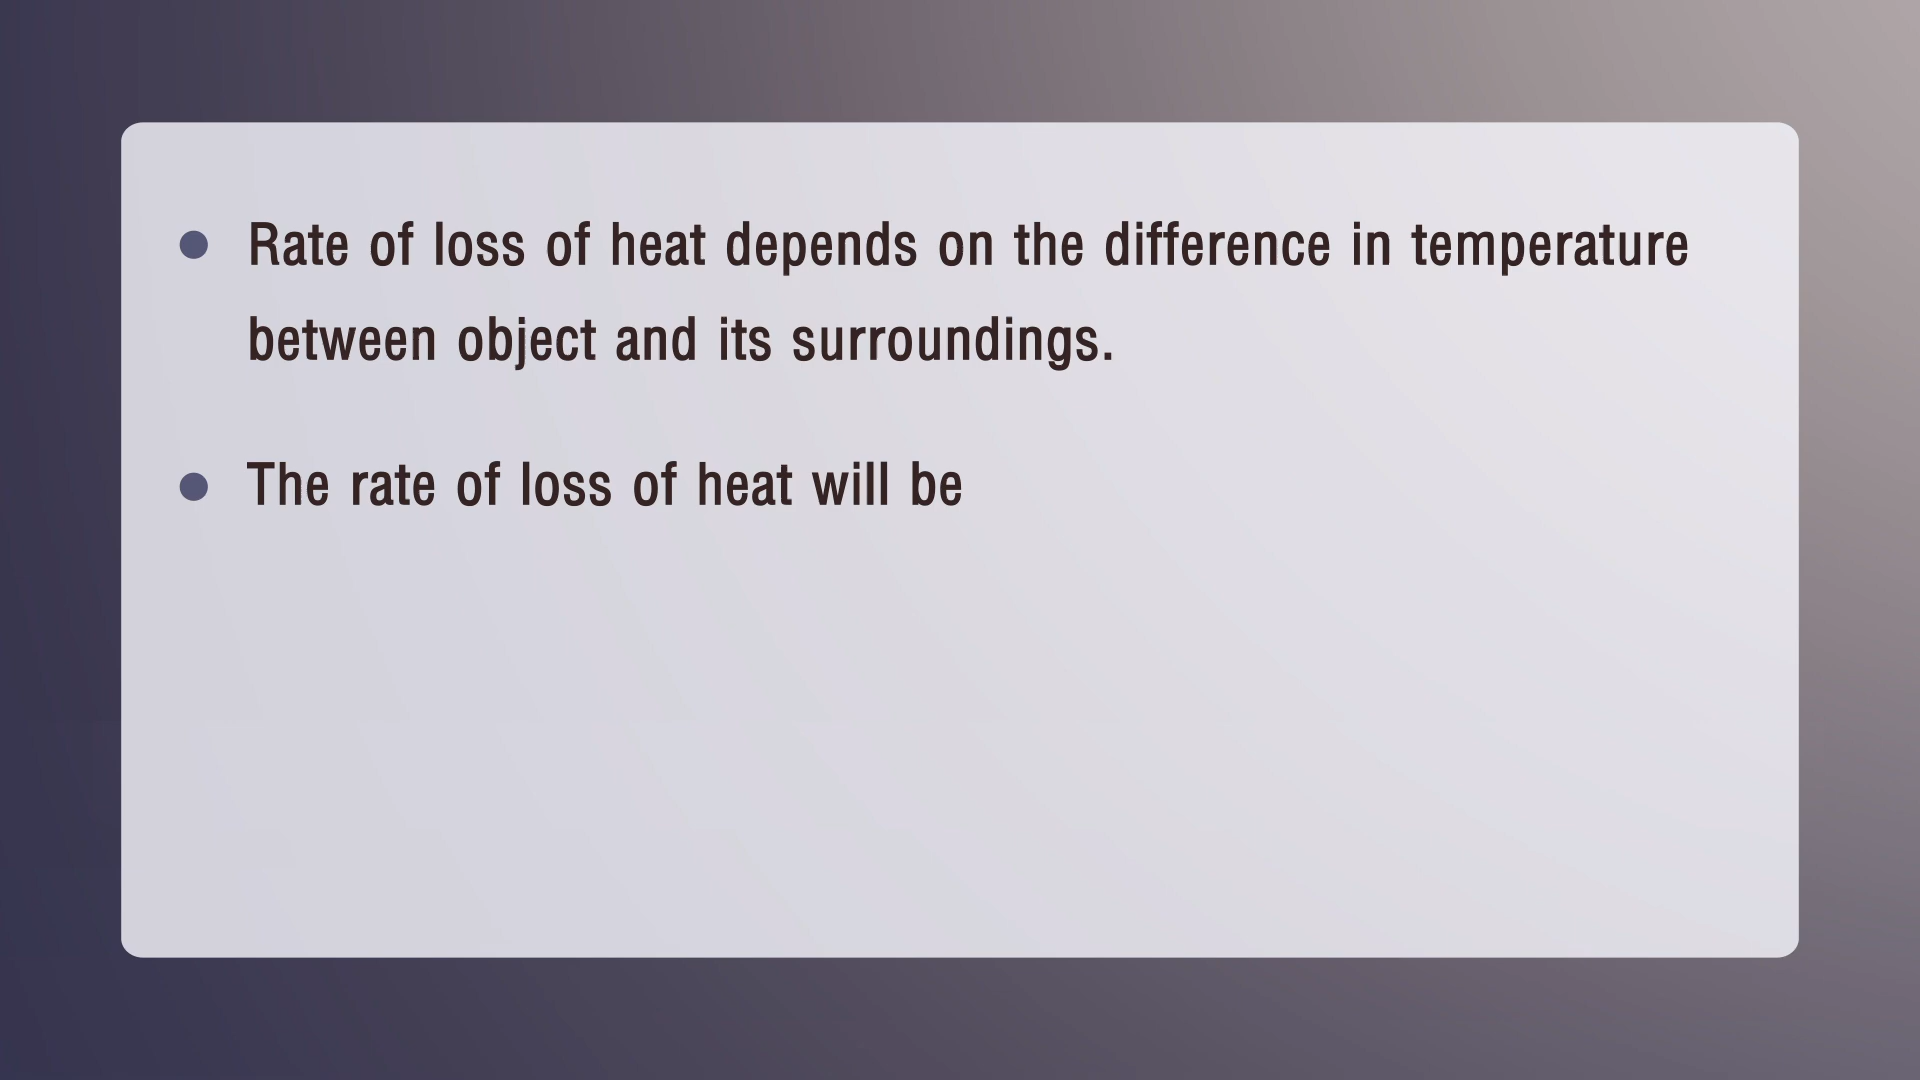 Rate of loss of heat depends on the difference in temperature
between object and its surroundings.
The rate of loss of heat will be